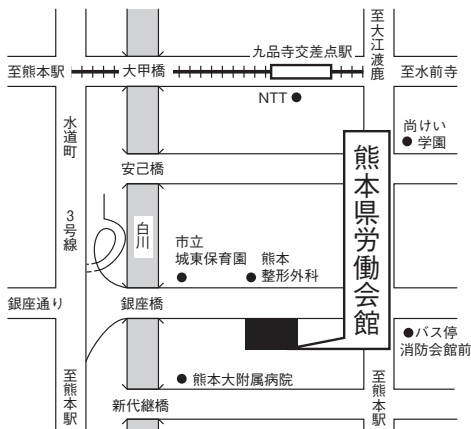 至大江渡鹿
九品寺交差点駅
至熊本駅
大甲橋
至水前寺
NTT
水道町
尚けい
学園
安己橋
熊本県労働会館
3号線
白川
市立
城東保育園
熊本
整形外科
銀座通り
銀座橋
バス停
消防会館前
熊本大附属病院
至熊本駅
新代継橋
至熊本駅